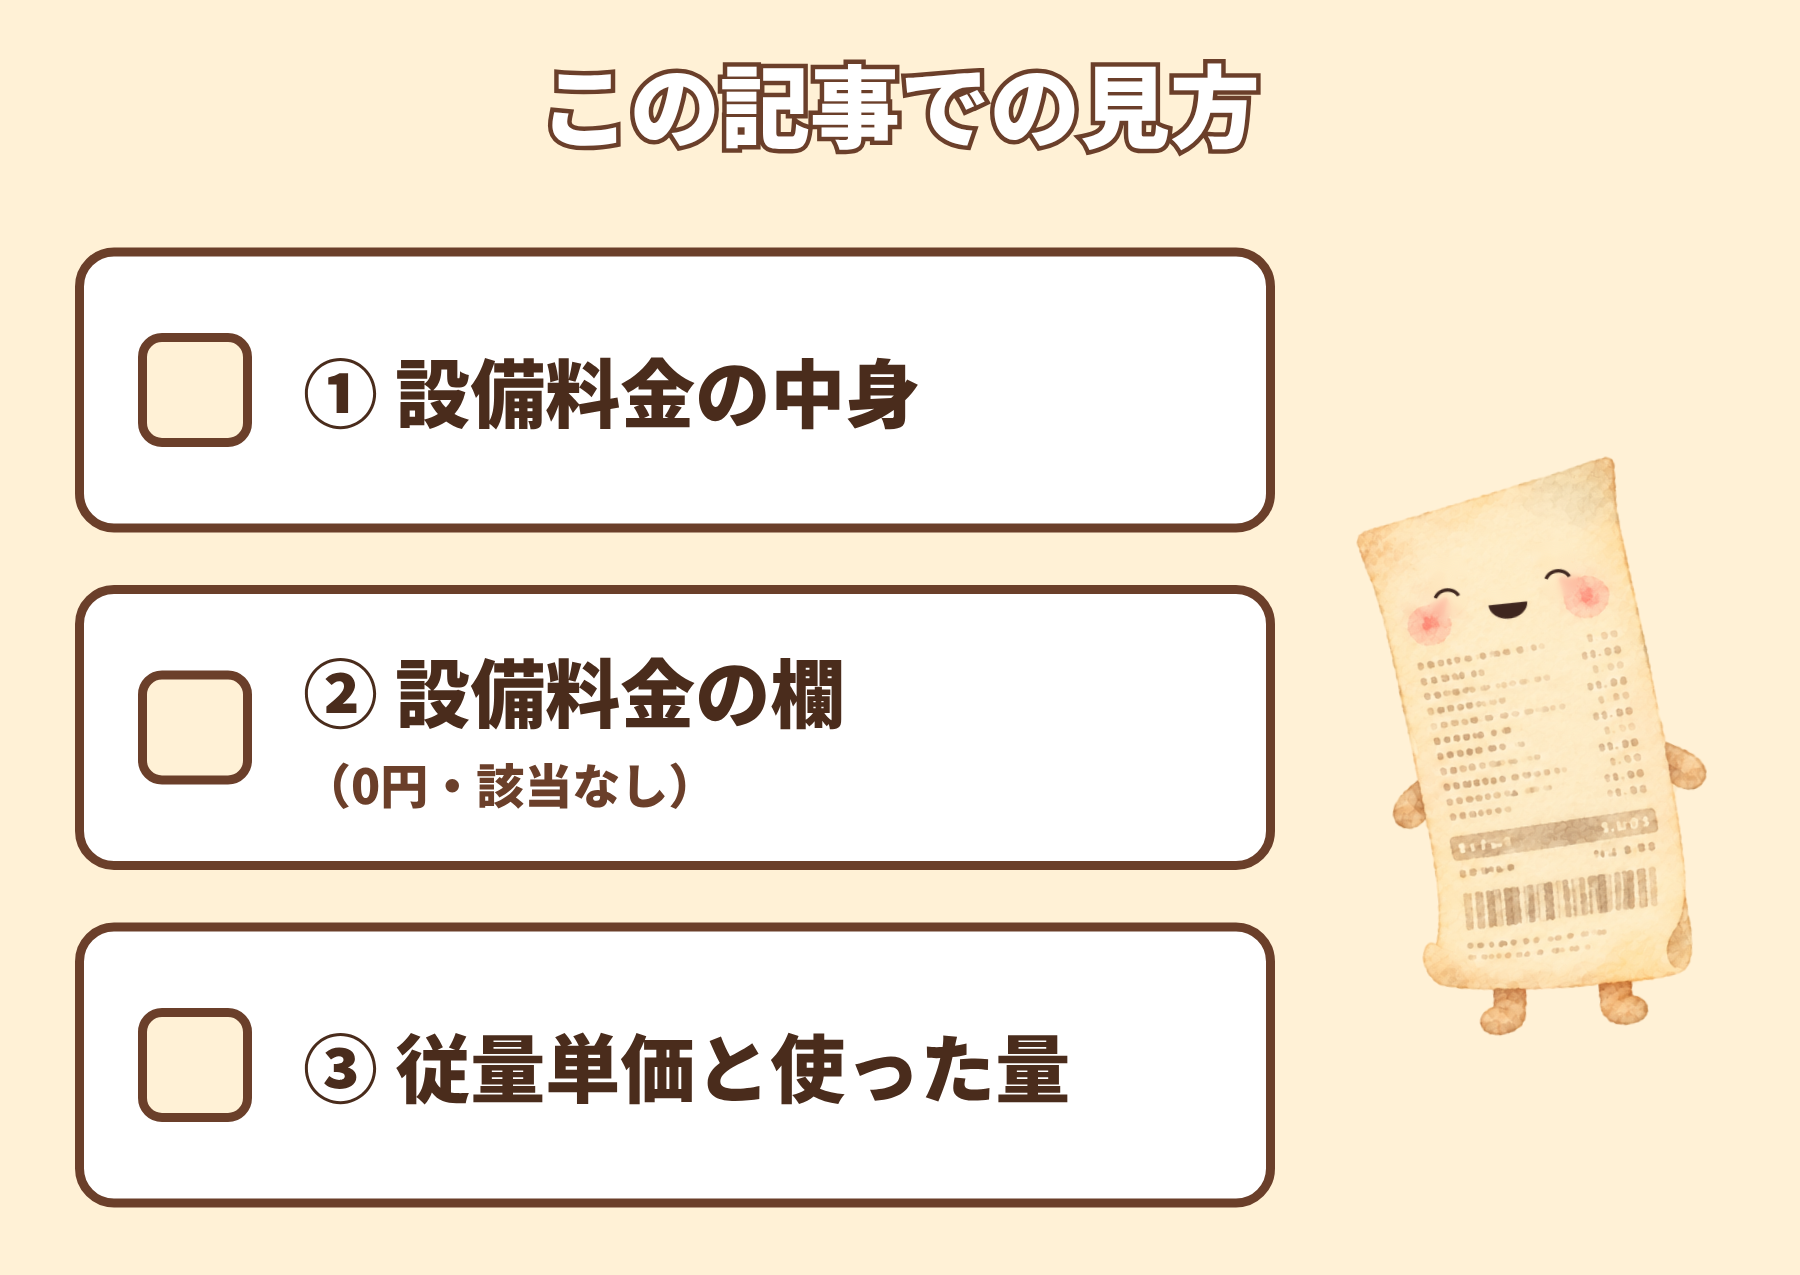 この記事での見方
① 設備料金の中身
② 設備料金の欄
（0円・該当なし）
③ 従量単価と使った量